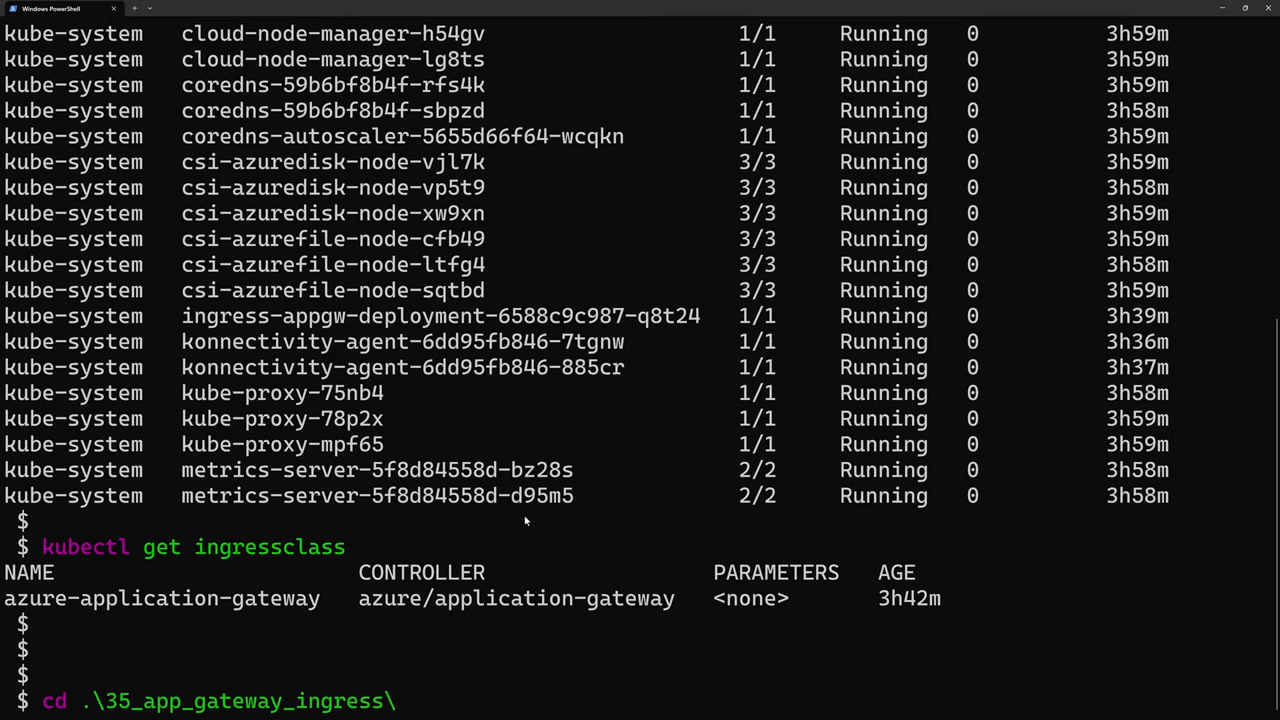 Windows PowerShell
kube-system cloud-node-manager-h54gv 1/1 Running 0 3h59m
kube-system cloud-node-manager-lg8ts 1/1 Running 0 3h59m
kube-system coredns-59b6bf8b4f-rfs4k 1/1 Running 0 3h59m
kube-system coredns-59b6bf8b4f-sbpzd 1/1 Running 0 3h58m
kube-system coredns-autoscaler-5655d66f64-wcqkn 1/1 Running 0 3h59m
kube-system csi-azuredisk-node-vjl7k 3/3 Running 0 3h59m
kube-system csi-azuredisk-node-vp5t9 3/3 Running 0 3h58m
kube-system csi-azuredisk-node-xw9xn 3/3 Running 0 3h59m
kube-system csi-azurefile-node-cfb49 3/3 Running 0 3h59m
kube-system csi-azurefile-node-ltfg4 3/3 Running 0 3h58m
kube-system csi-azurefile-node-sqtbd 3/3 Running 0 3h59m
kube-system ingress-appgw-deployment-6588c9c987-q8t24 1/1 Running 0 3h39m
kube-system konnectivity-agent-6dd95fb846-7tgnw 1/1 Running 0 3h36m
kube-system konnectivity-agent-6dd95fb846-885cr 1/1 Running 0 3h37m
kube-system kube-proxy-75nb4 1/1 Running 0 3h58m
kube-system kube-proxy-78p2x 1/1 Running 0 3h59m
kube-system kube-proxy-mpf65 1/1 Running 0 3h59m
kube-system metrics-server-5f8d84558d-bz28s 2/2 Running 0 3h58m
kube-system metrics-server-5f8d84558d-d95m5 2/2 Running 0 3h58m
$
$ kubectl get ingressclass
NAME CONTROLLER PARAMETERS AGE
azure-application-gateway azure/application-gateway <none> 3h42m
$
$
$
$ cd .\35_app_gateway_ingress\